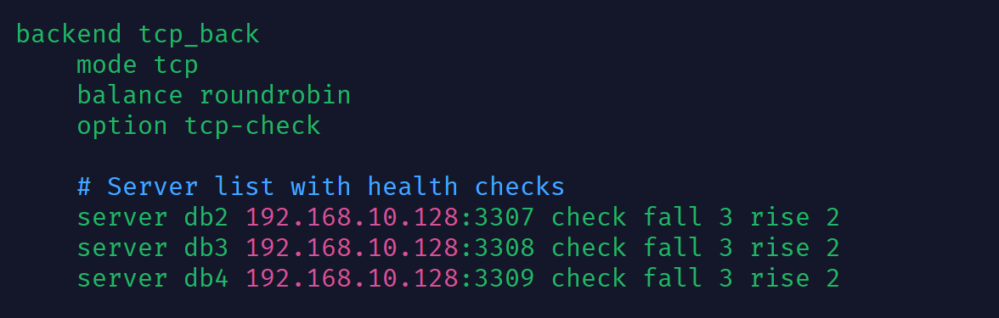 backend tcp_back
    mode tcp
    balance roundrobin
    option tcp-check

    # Server list with health checks
    server db2 192.168.10.128:3307 check fall 3 rise 2
    server db3 192.168.10.128:3308 check fall 3 rise 2
    server db4 192.168.10.128:3309 check fall 3 rise 2